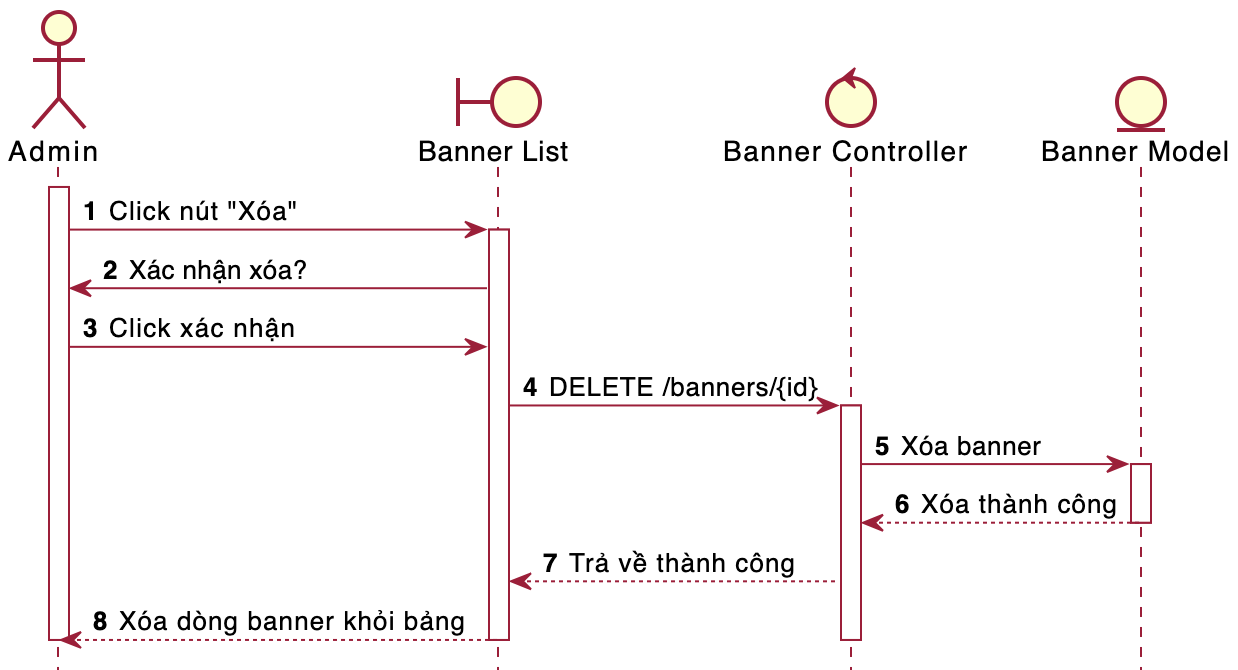 Admin
Banner List
Banner Controller
Banner Model
1 Click nút "Xóa"
2 Xác nhận xóa?
3 Click xác nhận
4 DELETE /banners/{id}
5 Xóa banner
6 Xóa thành công
7 Trả về thành công
8 Xóa dòng banner khỏi bảng